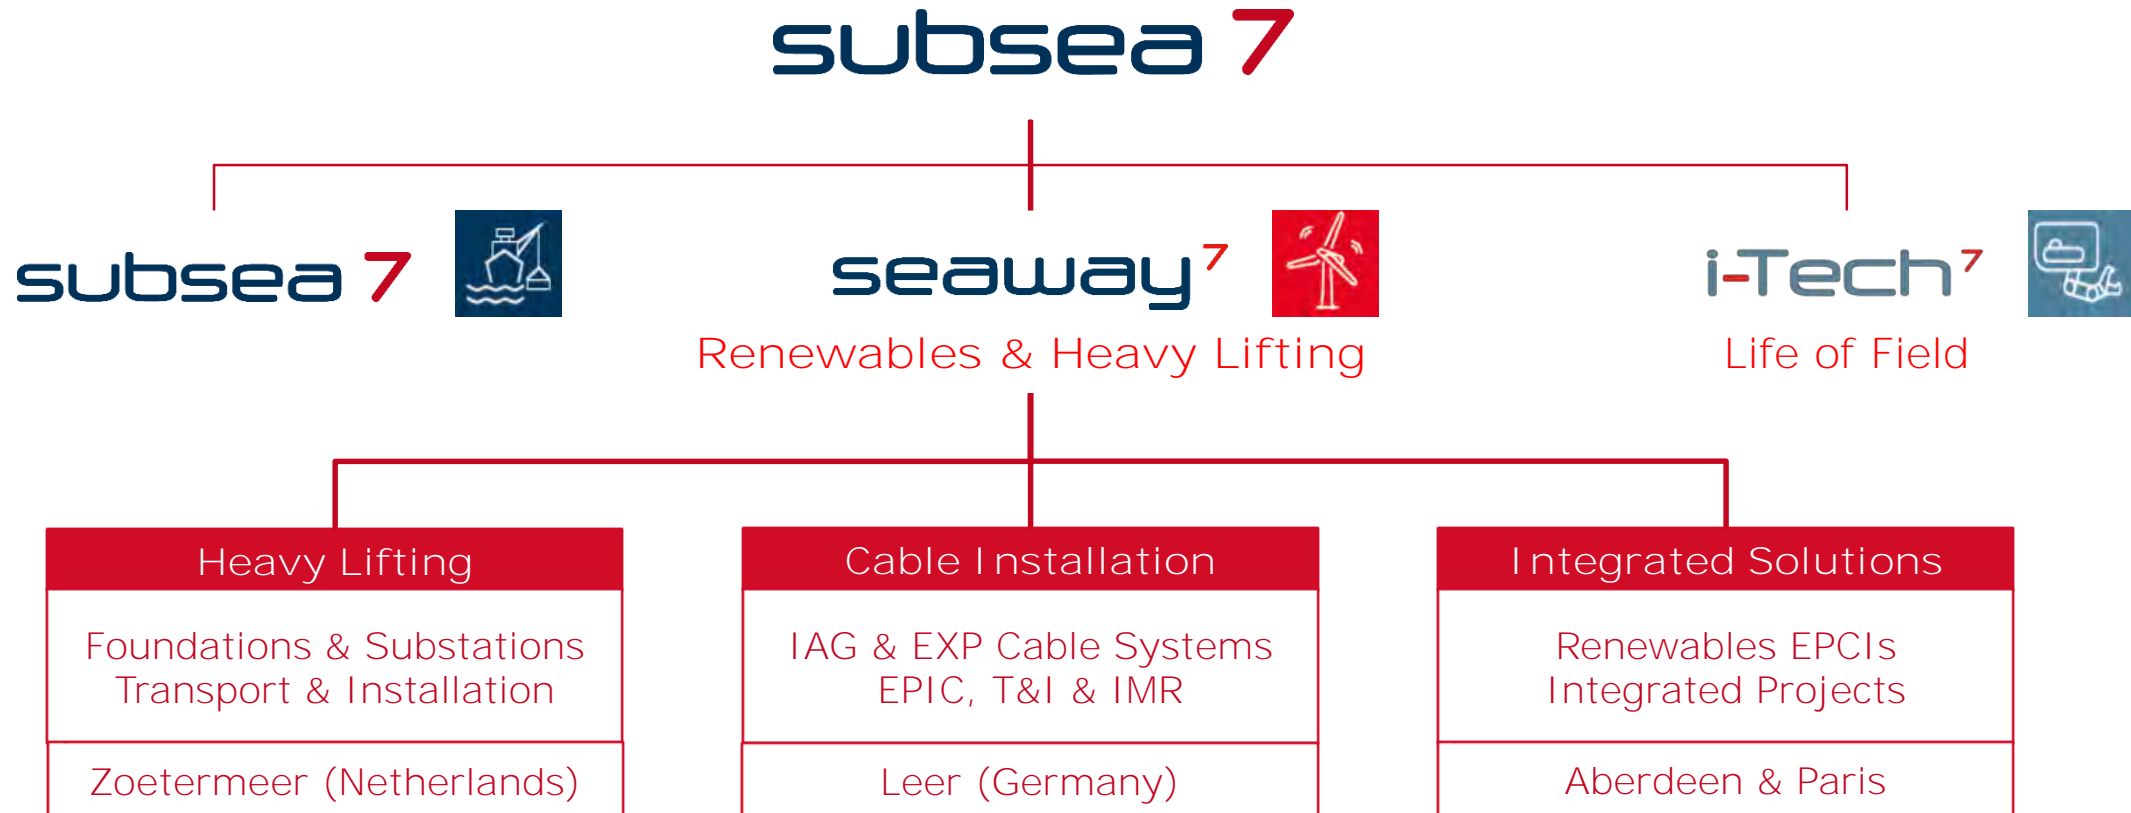 subsea 7
subsea 7
seaway 7
i-Tech 7
Renewables & Heavy Lifting
Life of Field
Heavy Lifting
Foundations & Substations
Transport & Installation
Zoetermeer (Netherlands)
Cable Installation
IAG & EXP Cable Systems
EPIC, T&I & IMR
Leer (Germany)
Integrated Solutions
Renewables EPCIs
Integrated Projects
Aberdeen & Paris